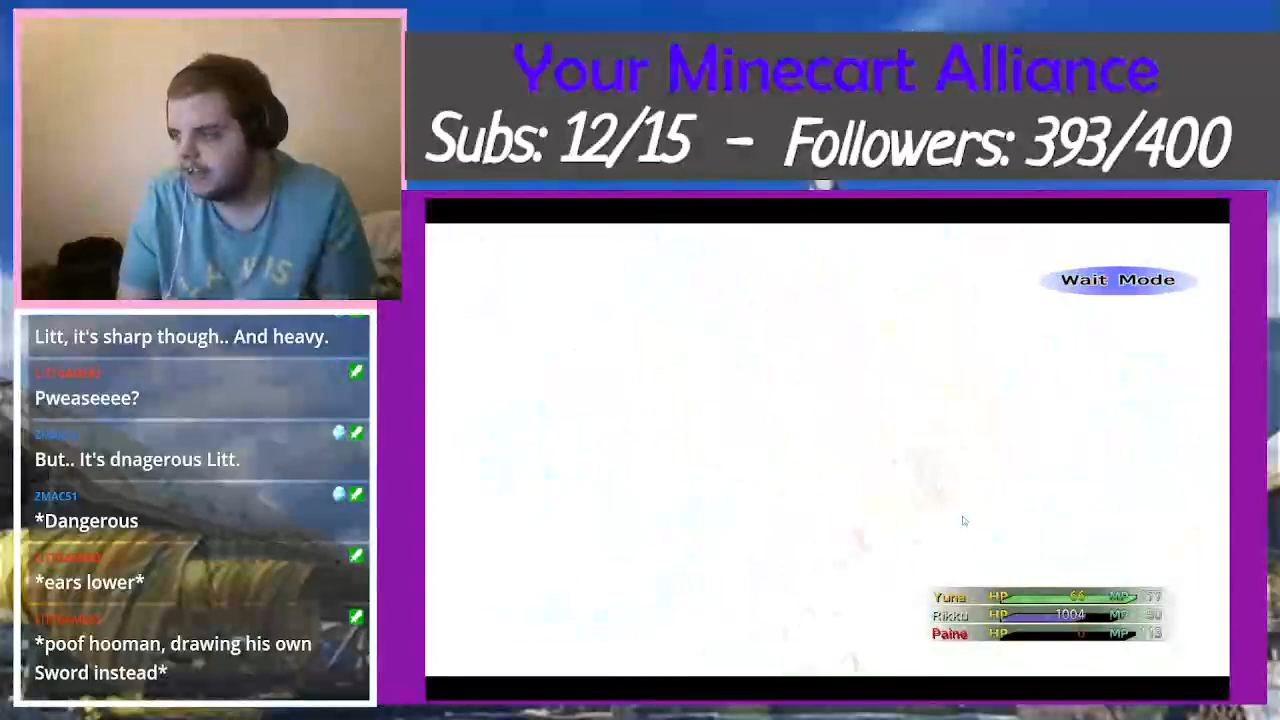 Your Minecart Alliance
Subs: 12/15 - Followers: 393/400
Wait Mode
Litt, it's sharp though.. And heavy.
Pweaseeee?
But.. It's dnagerous Litt.
ZMAC51
*Dangerous
*ears lower*
*poof hooman, drawing his own
Sword instead*
Yuna HP 66 MP
Rikku HP 1004 MP
Paine HP 0 MP